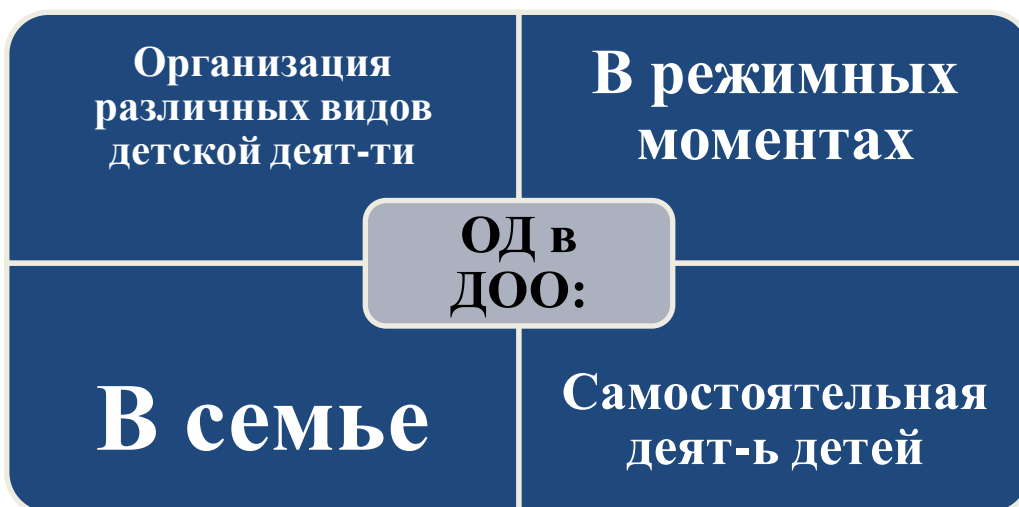 Организация
различных видов
детской деят-ти
В режимных
моментах
ОД в
ДОО:
В семье
Самостоятельная
деят-ь детей